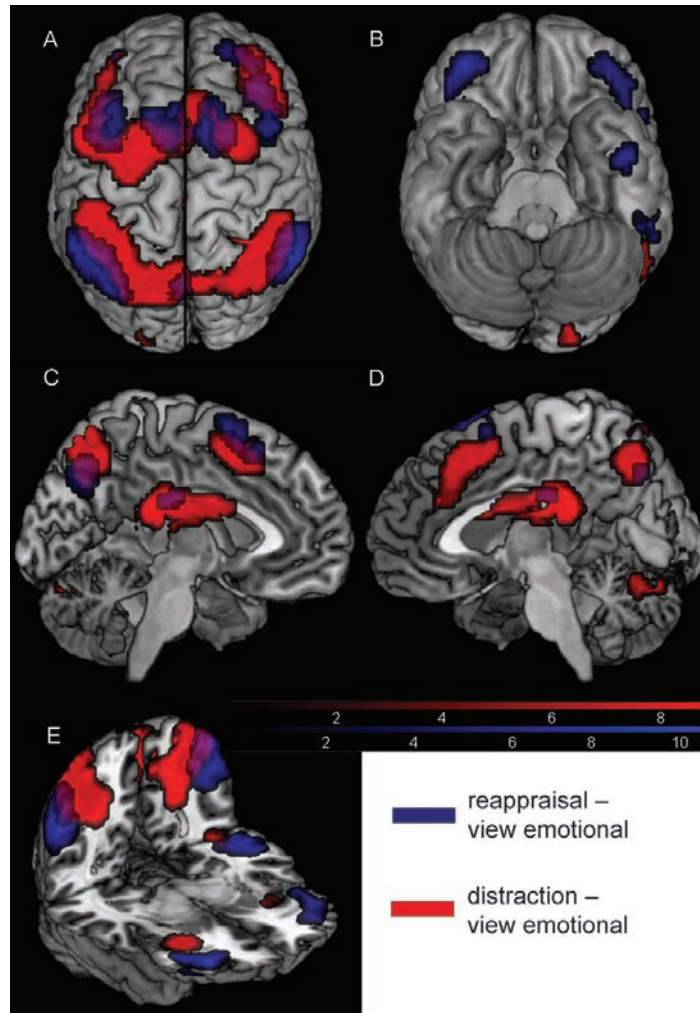 A
B
C
D
2 4 6 8
2 4 6 8 10
E
reappraisal –
view emotional
distraction –
view emotional